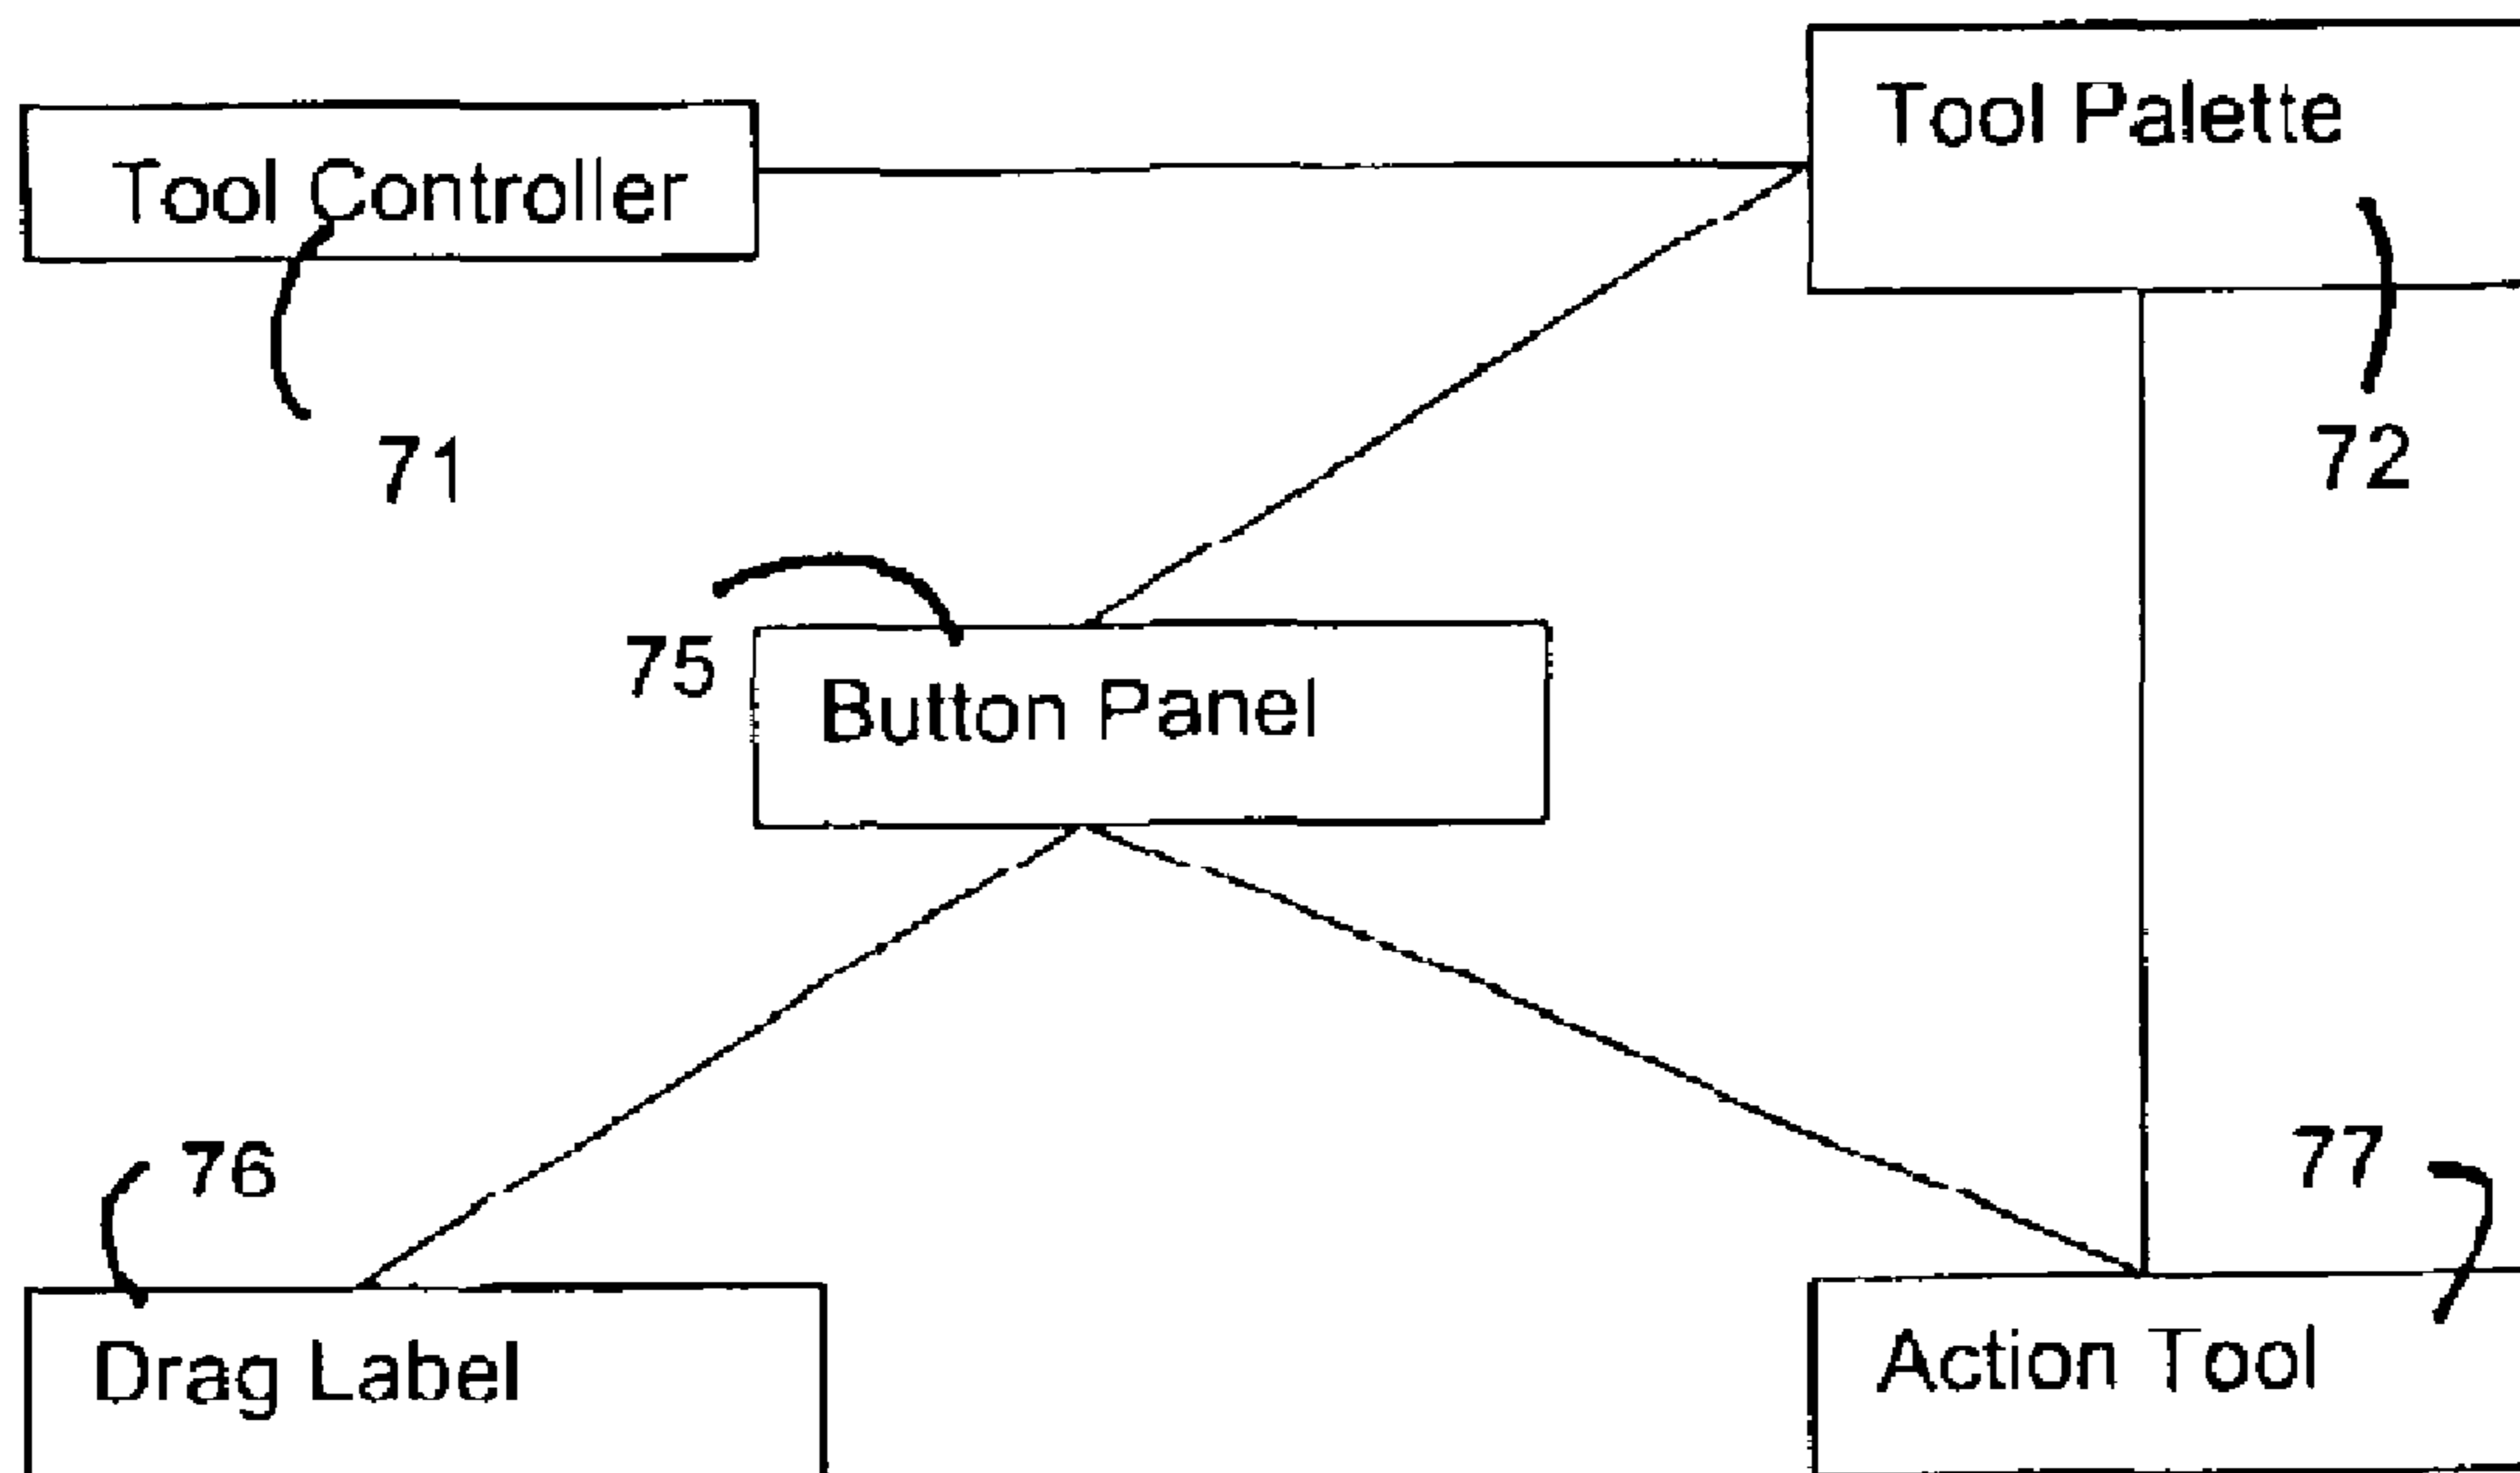 Tool Palette
Tool Controller
71
72
75
Button Panel
76
77
Drag Label
Action Tool